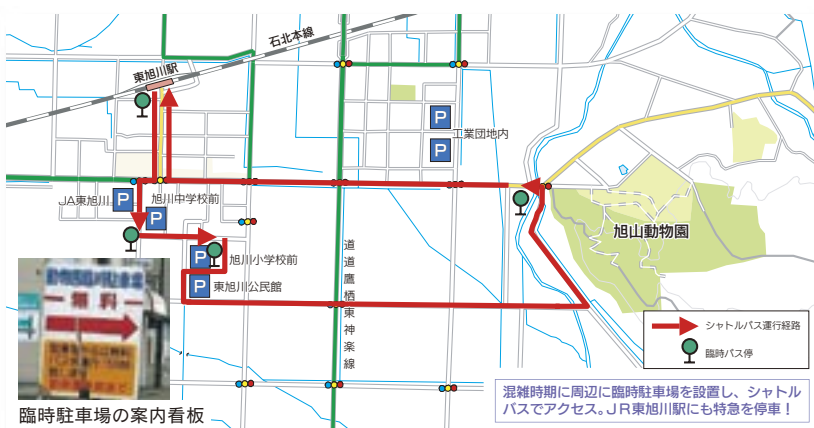 石北本線
東旭川駅
P
工業団地内
P
JA東旭川
P
旭川中学校前
P
旭山動物園
P
旭川小学校前
P
東旭川公民館
道道鷹栖東神楽線
シャトルバス運行経路
臨時バス停
無料
混雑時期に周辺に臨時駐車場を設置し、シャトル
バスでアクセス。JR東旭川駅にも特急を停車！
臨時駐車場の案内看板